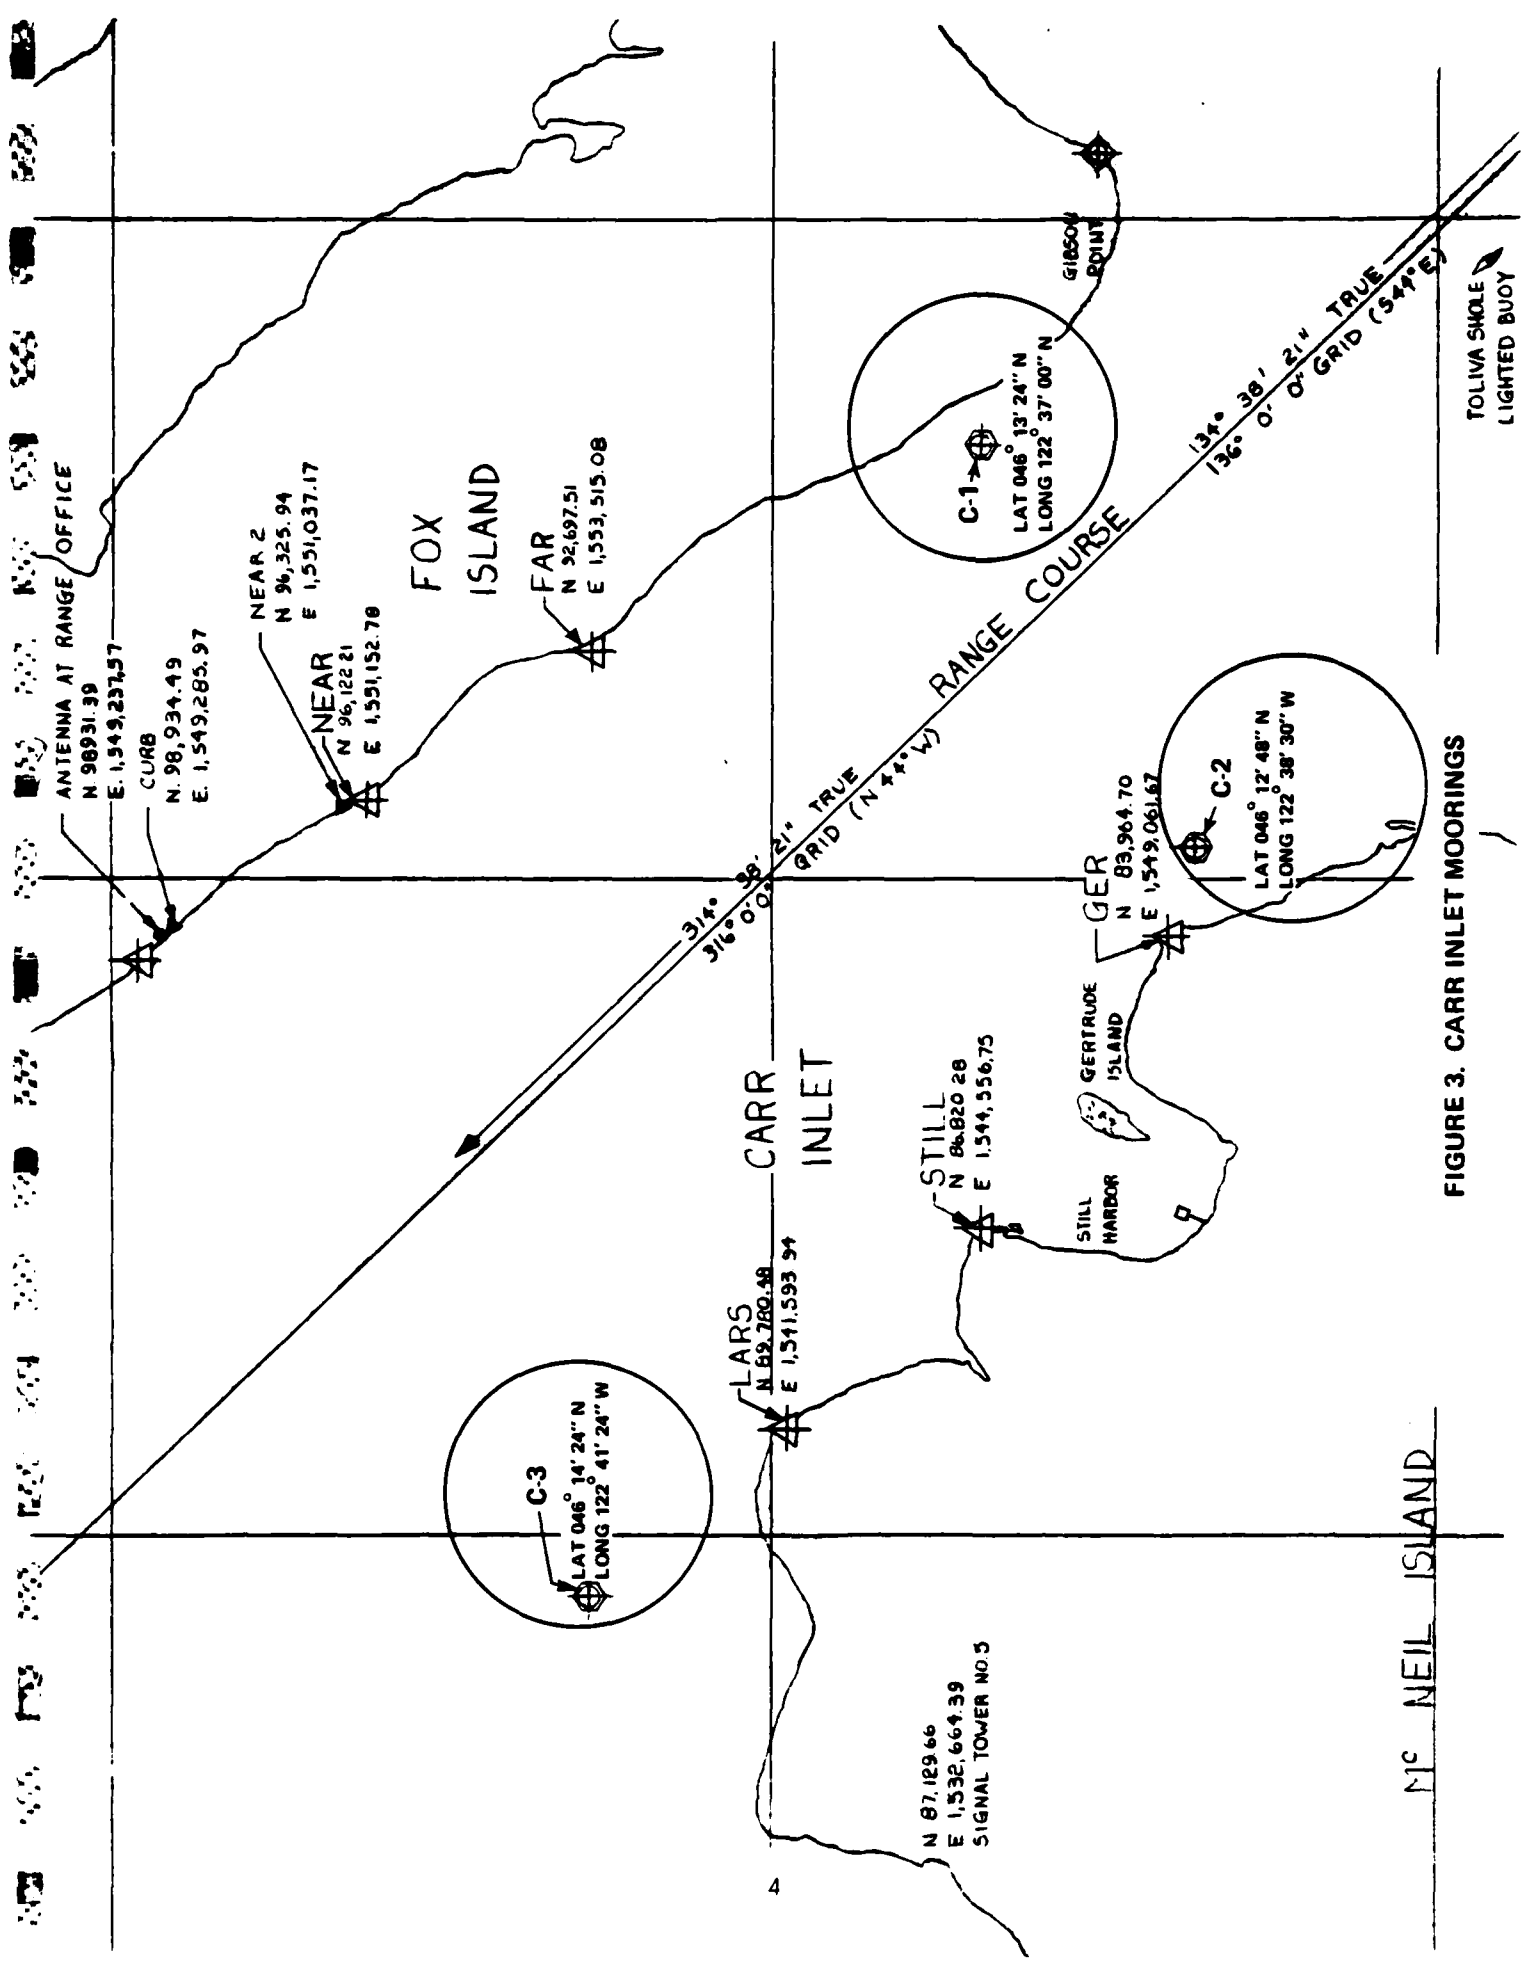 ANTENNA AT RANGE OFFICE
N. 98931.39
E. 1,549,237.57
CURB
N. 98,934.49
E. 1,549,285.97
NEAR 2
N 96,325.94
E 1,551,037.17
NEAR
N 96,122.21
E 1,551,152.78
FOX
ISLAND
FAR
N 92,697.51
E 1,553,515.08
C-3
LAT 046° 14' 24" N
LONG 122° 41' 24" W
LARS
N 89,780.48
E 1,541,593.94
CARR
INLET
314° 38' 21" TRUE
316° 0' 0" GRID (N 44° W)
RANGE COURSE
134° 38' 21" TRUE
136° 0' 0" GRID (S44°E)
C-1
LAT 046° 13' 24" N
LONG 122° 37' 00" N
GIBSON
POINT
N 87,129.66
E 1,532,664.39
SIGNAL TOWER NO.5
STILL
N 86,820.28
E 1,544,556.75
STILL
HARBOR
GERTRUDE
ISLAND
GER
N 83,964.70
E 1,549,061.67
C-2
LAT 046° 12' 48" N
LONG 122° 38' 30" W
TOLIVA SHOLE
LIGHTED BUOY
Mc NEIL ISLAND
FIGURE 3. CARR INLET MOORINGS
4